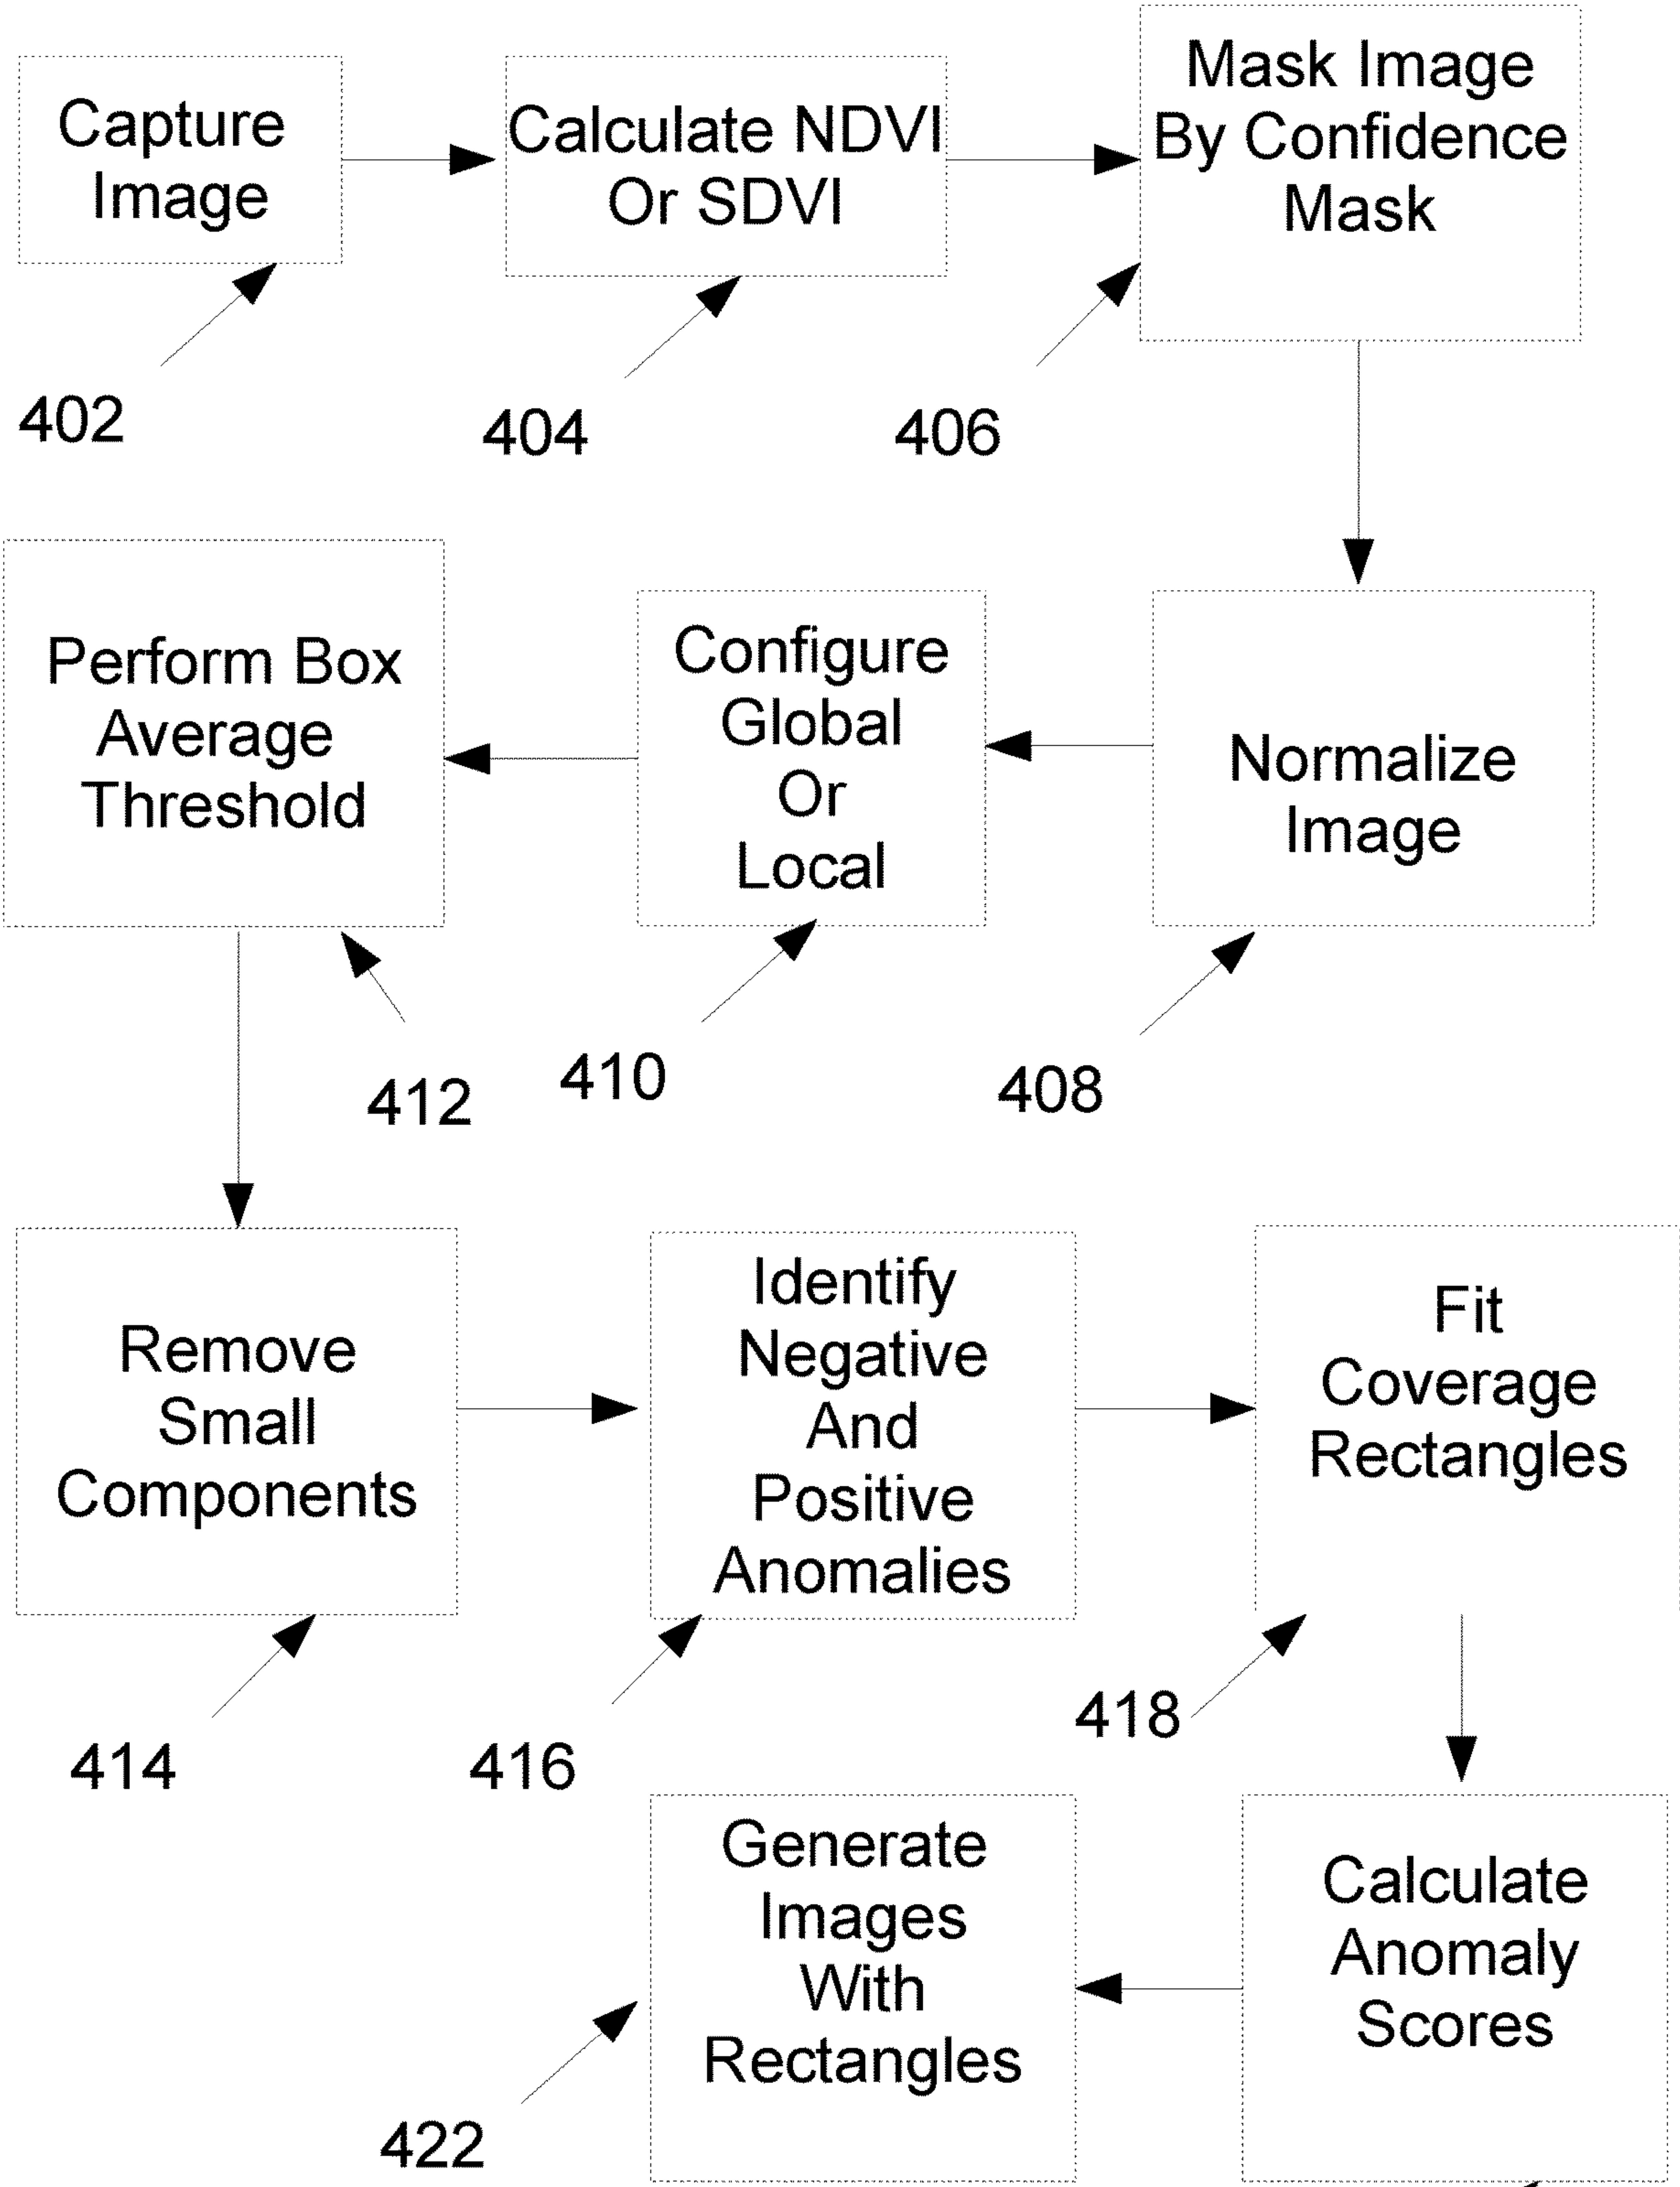 Capture
Image
Calculate NDVI
Or SDVI
Mask Image
By Confidence
Mask
402
404
406
Perform Box
Average
Threshold
Configure
Global
Or
Local
Normalize
Image
412
410
408
Remove
Small
Components
Identify
Negative
And
Positive
Anomalies
Fit
Coverage
Rectangles
414
416
418
Generate
Images
With
Rectangles
Calculate
Anomaly
Scores
422